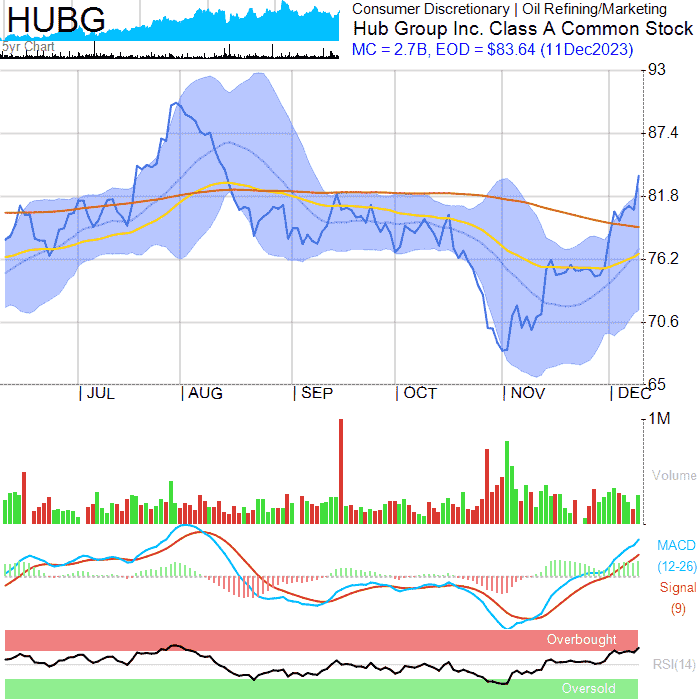 HUBG
5yr Chart
Consumer Discretionary | Oil Refining/Marketing
Hub Group Inc. Class A Common Stock
MC = 2.7B, EOD = $83.64 (11Dec2023)
93
87.4
81.8
76.2
70.6
65
JUL AUG SEP OCT NOV DEC
1M
Volume
MACD
(12-26)
Signal
(9)
Overbought
RSI(14)
Oversold